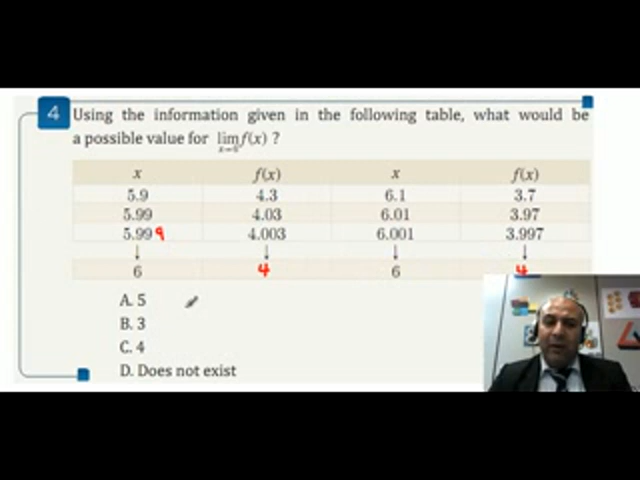 4 Using the information given in the following table, what would be
a possible value for lim f(x) ?
x→6
x f(x) x f(x)
5.9 4.3 6.1 3.7
5.99 4.03 6.01 3.97
5.999 4.003 6.001 3.997
↓ ↓ ↓ ↓
6 4 6 4
A. 5
B. 3
C. 4
D. Does not exist